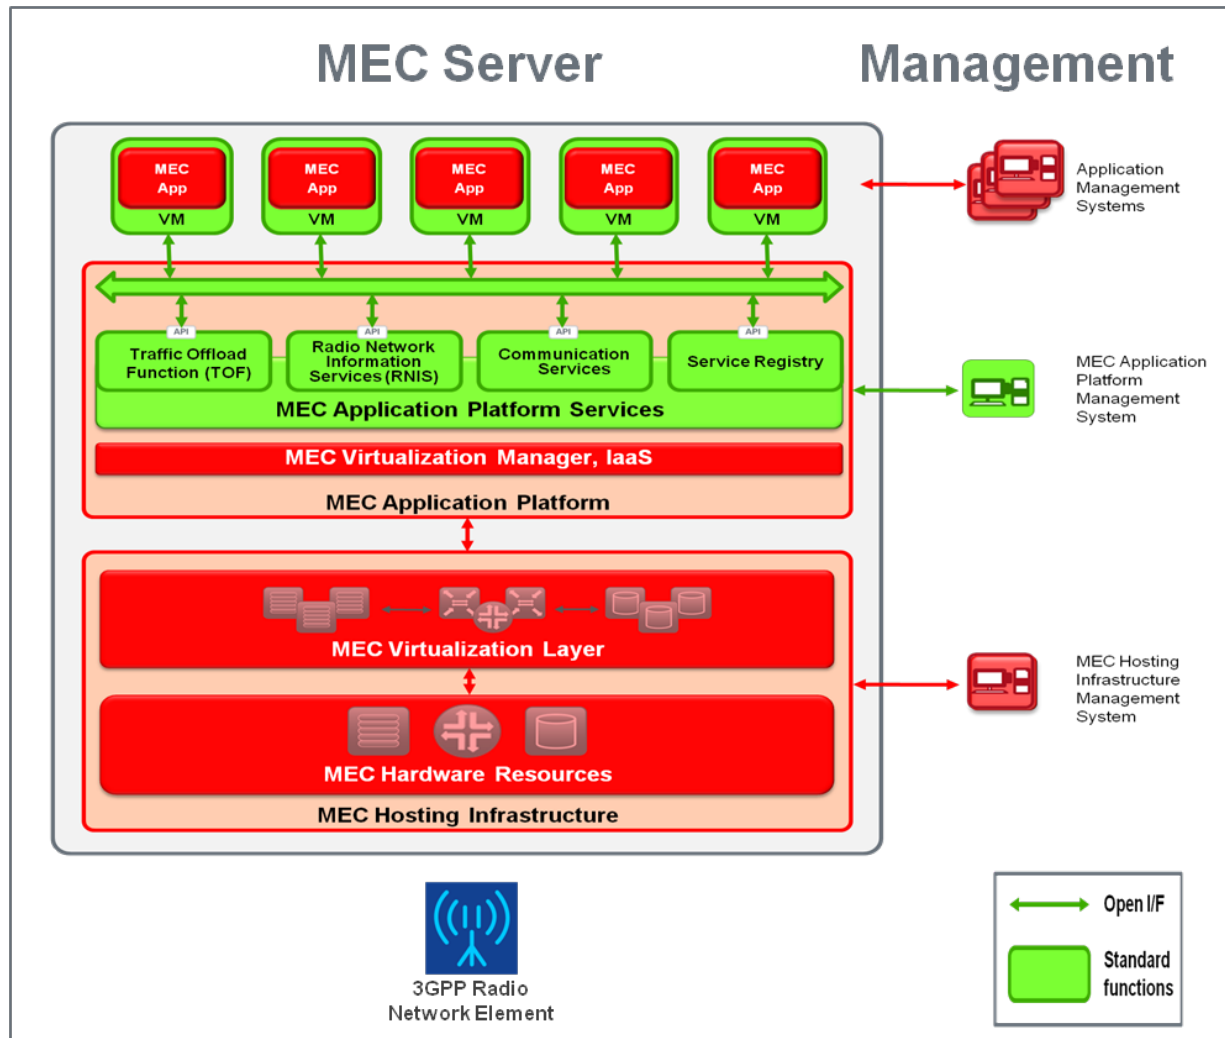 MEC Server
Management
MEC
App
VM
MEC
App
VM
MEC
App
VM
MEC
App
VM
MEC
App
VM
Application
Management
Systems
API
API
API
API
Traffic Offload
Function (TOF)
Radio Network
Information
Services (RNIS)
Communication
Services
Service Registry
MEC Application Platform Services
MEC Application
Platform
Management
System
MEC Virtualization Manager, IaaS
MEC Application Platform
MEC Virtualization Layer
MEC Hosting
Infrastructure
Management
System
MEC Hardware Resources
MEC Hosting Infrastructure
3GPP Radio
Network Element
Open I/F
Standard
functions